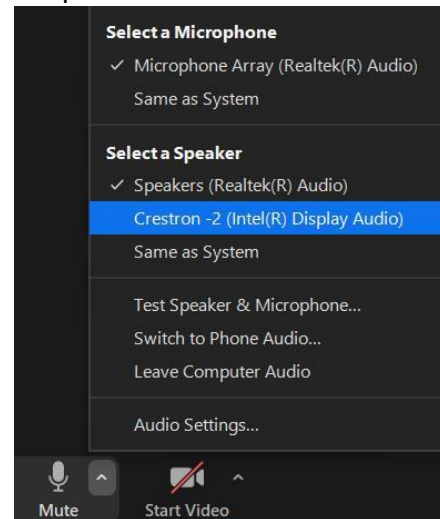 Select a Microphone
✓ Microphone Array (Realtek(R) Audio)
Same as System
Select a Speaker
✓ Speakers (Realtek(R) Audio)
Crestron -2 (Intel(R) Display Audio)
Same as System
Test Speaker & Microphone...
Switch to Phone Audio...
Leave Computer Audio
Audio Settings...
Mute
Start Video